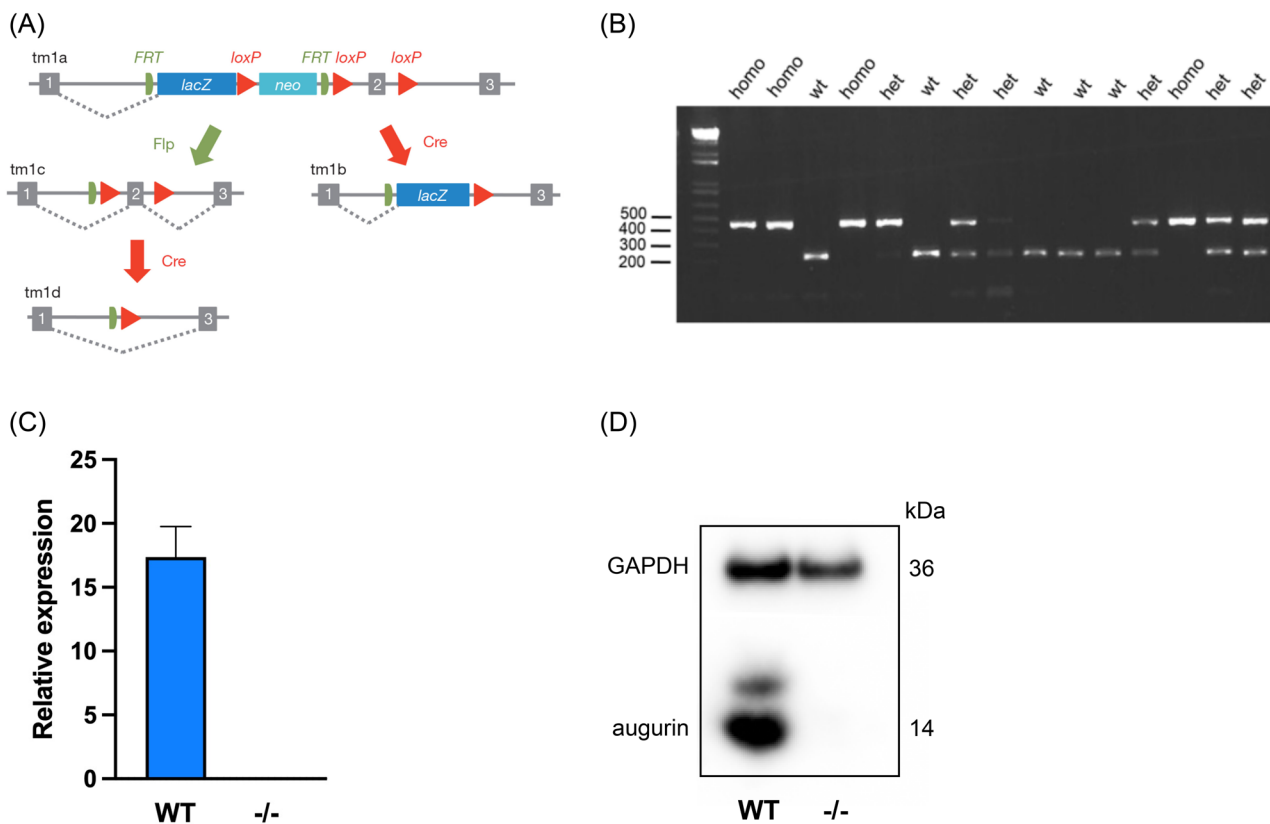 (A)
tm1a
FRT
loxP
FRT
loxP
loxP
1
lacZ
neo
2
3
Flp
Cre
tm1c
1
2
3
tm1b
1
lacZ
3
Cre
tm1d
1
3
(B)
homo
homo
wt
homo
het
wt
het
het
wt
wt
wt
het
homo
het
het
500
400
300
200
(C)
Relative expression
25
20
15
10
5
0
WT
-/-
(D)
kDa
GAPDH
36
augurin
14
WT
-/-